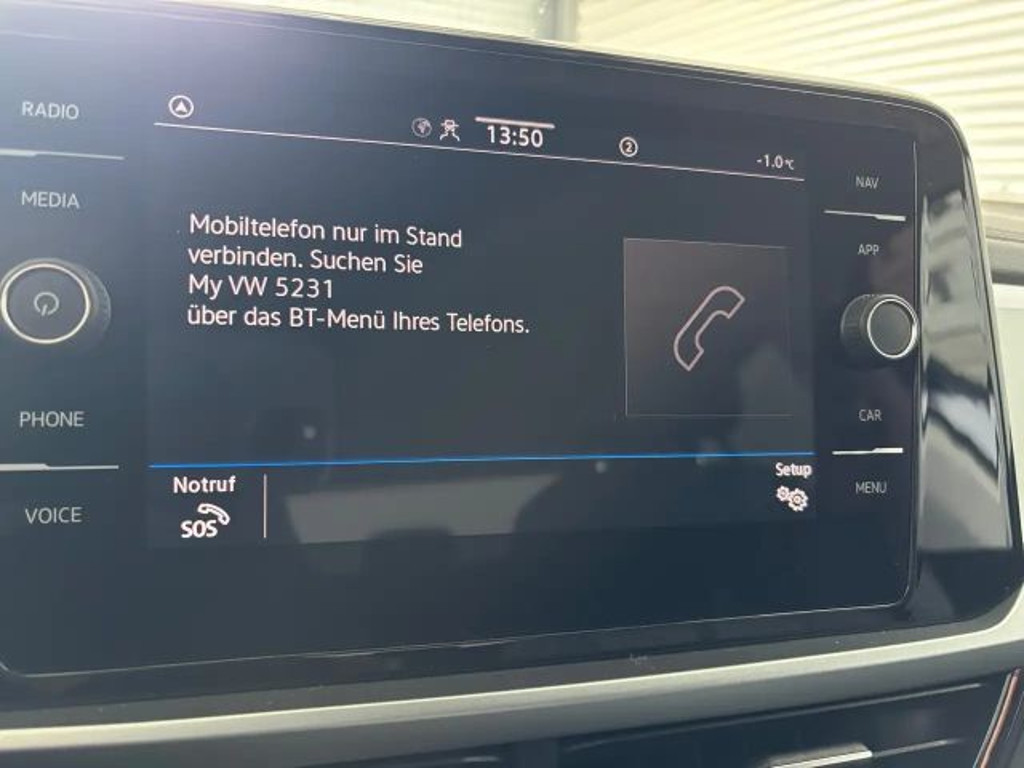 RADIO
MEDIA
PHONE
VOICE
13:50
2
-1.0°C
Mobiltelefon nur im Stand
verbinden. Suchen Sie
My VW 5231
über das BT-Menü Ihres Telefons.
Notruf
SOS
Setup
NAV
APP
CAR
MENU